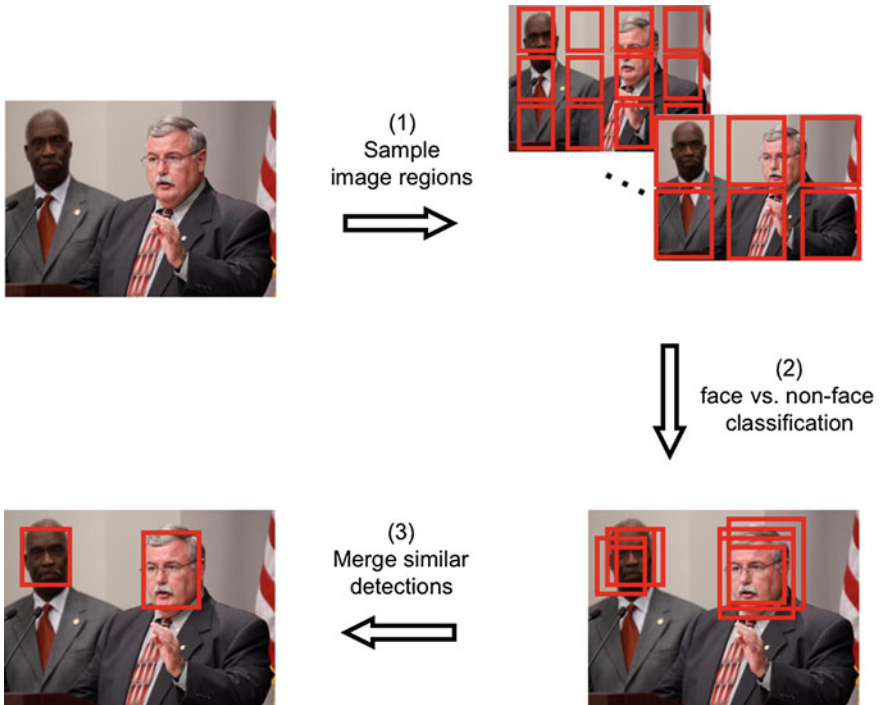 (1)
Sample
image regions
(2)
face vs. non-face
classification
(3)
Merge similar
detections